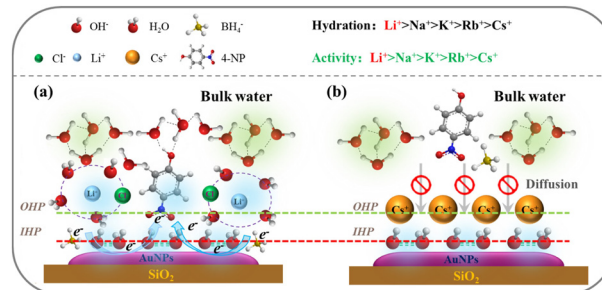 OH⁻ H₂O BH₄⁻ Hydration: Li⁺>Na⁺>K⁺>Rb⁺>Cs⁺
Cl⁻ Li⁺ Cs⁺ 4-NP Activity: Li⁺>Na⁺>K⁺>Rb⁺>Cs⁺
(a) Bulk water
Li⁺ Cl⁻ Cl⁻ Li⁺
OHP
e⁻ e⁻
IHP
e⁻ e⁻ e⁻ e⁻
AuNPs
SiO₂
(b) Bulk water
Diffusion
OHP Cs⁺ Cs⁺ Cs⁺ Cs⁺
IHP
AuNPs
SiO₂